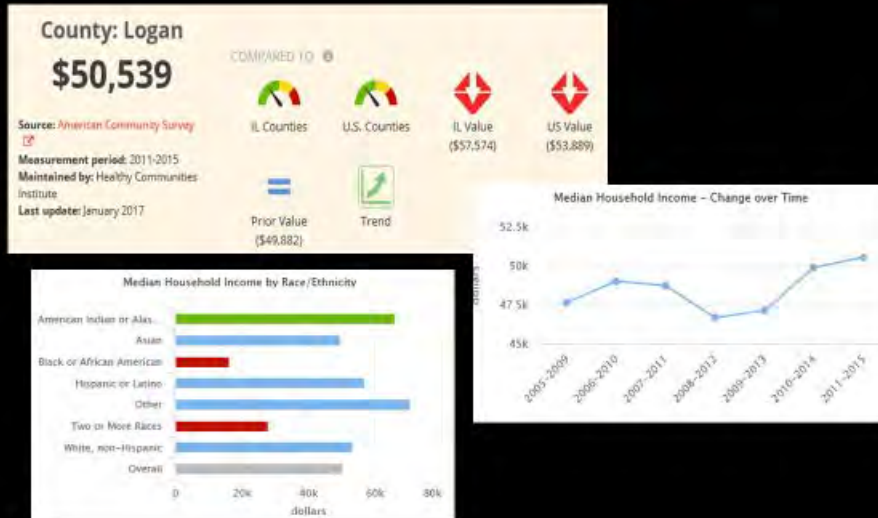 County: Logan
$50,539
COMPARED TO
Source: American Community Survey
Measurement period: 2011-2015
Maintained by: Healthy Communities
Institute
Last update: January 2017
IL Counties
U.S. Counties
IL Value
($57,574)
US Value
($53,889)
Prior Value
($49,882)
Trend
Median Household Income – Change over Time
52.5k
50k
47.5k
45k
dollars
2005-2009
2006-2010
2007-2011
2008-2012
2009-2013
2010-2014
2011-2015
Median Household Income by Race/Ethnicity
American Indian or Alas...
Asian
Black or African American
Hispanic or Latino
Other
Two or More Races
White, non-Hispanic
Overall
0
20k
40k
60k
80k
dollars